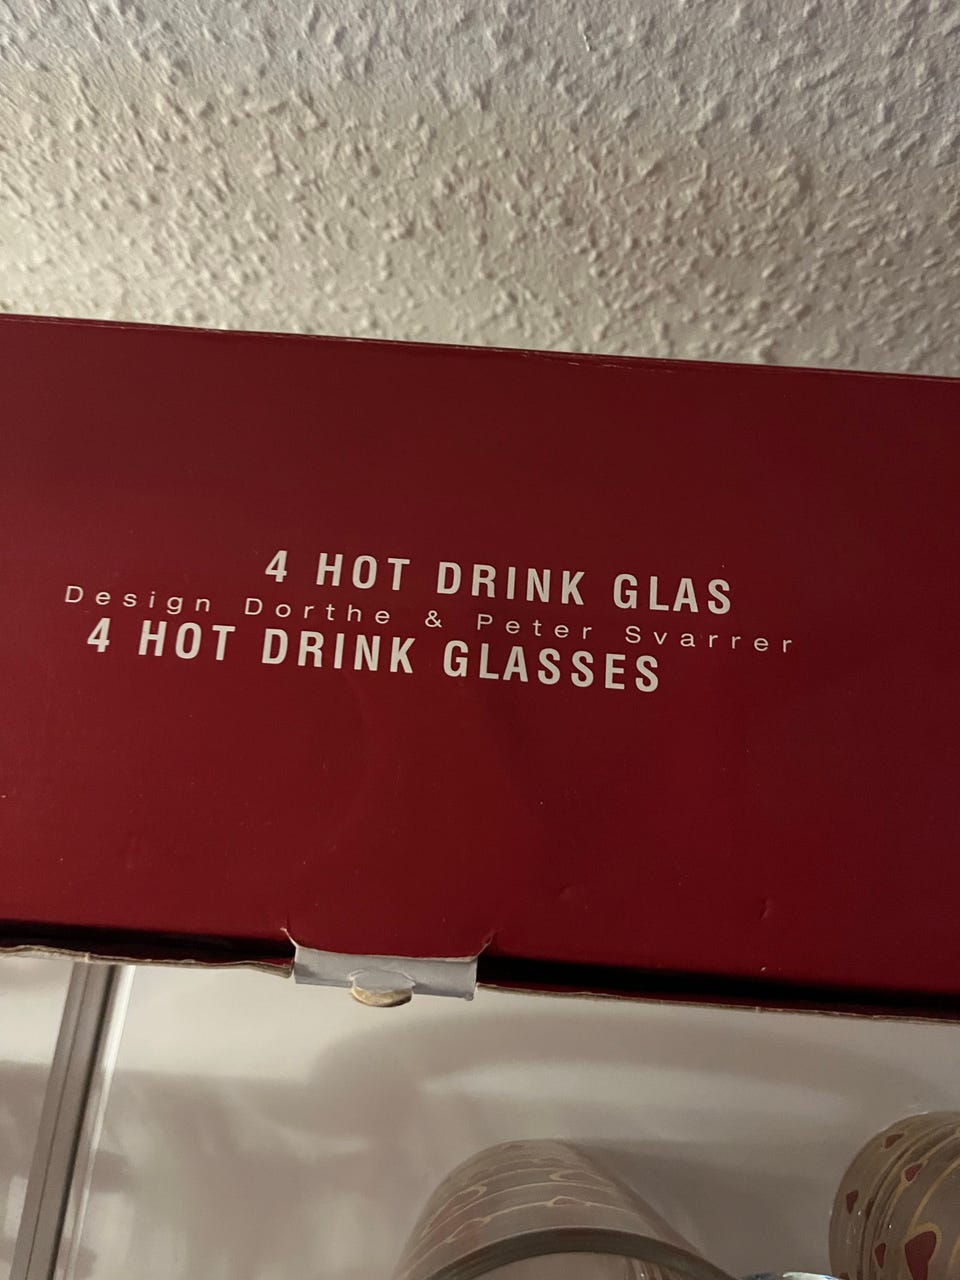 4 HOT DRINK GLAS
Design Dorthe & Peter Svarrer
4 HOT DRINK GLASSES